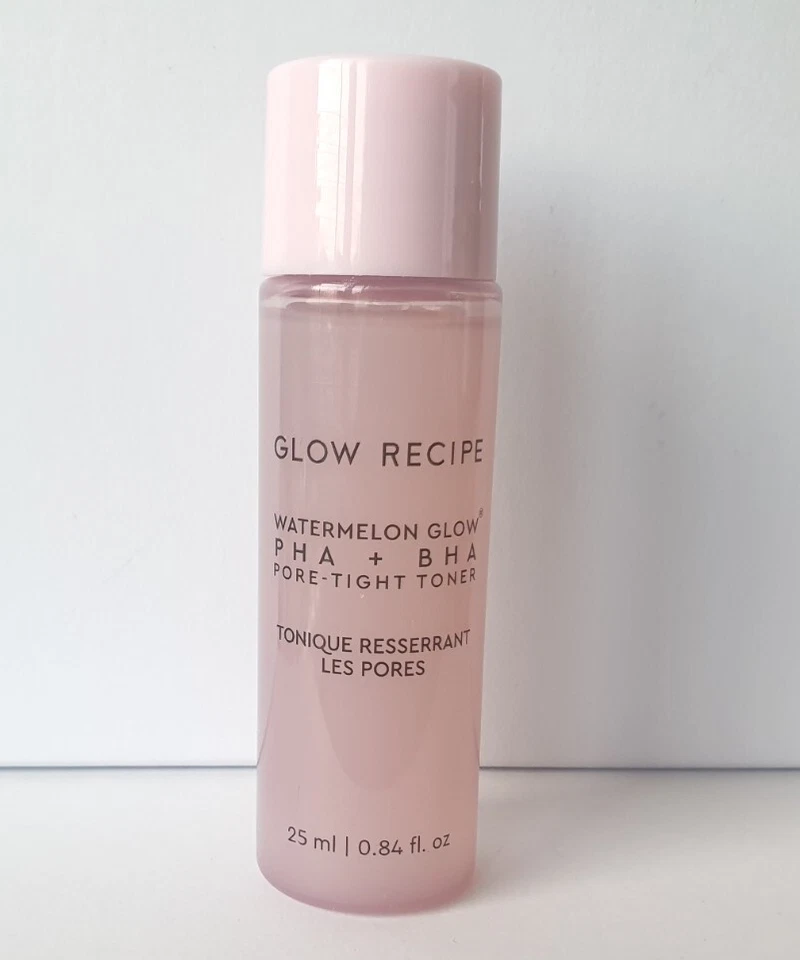 GLOW RECIPE
WATERMELON GLOW®
PHA + BHA
PORE-TIGHT TONER
TONIQUE RESSERRANT
LES PORES
25 ml | 0.84 fl. oz